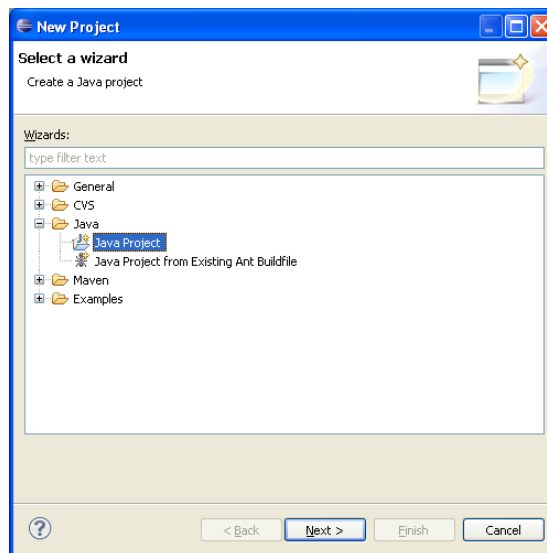 New Project
Select a wizard
Create a Java project
Wizards:
type filter text
General
CVS
Java
Java Project
Java Project from Existing Ant Buildfile
Maven
Examples
< Back Next > Finish Cancel